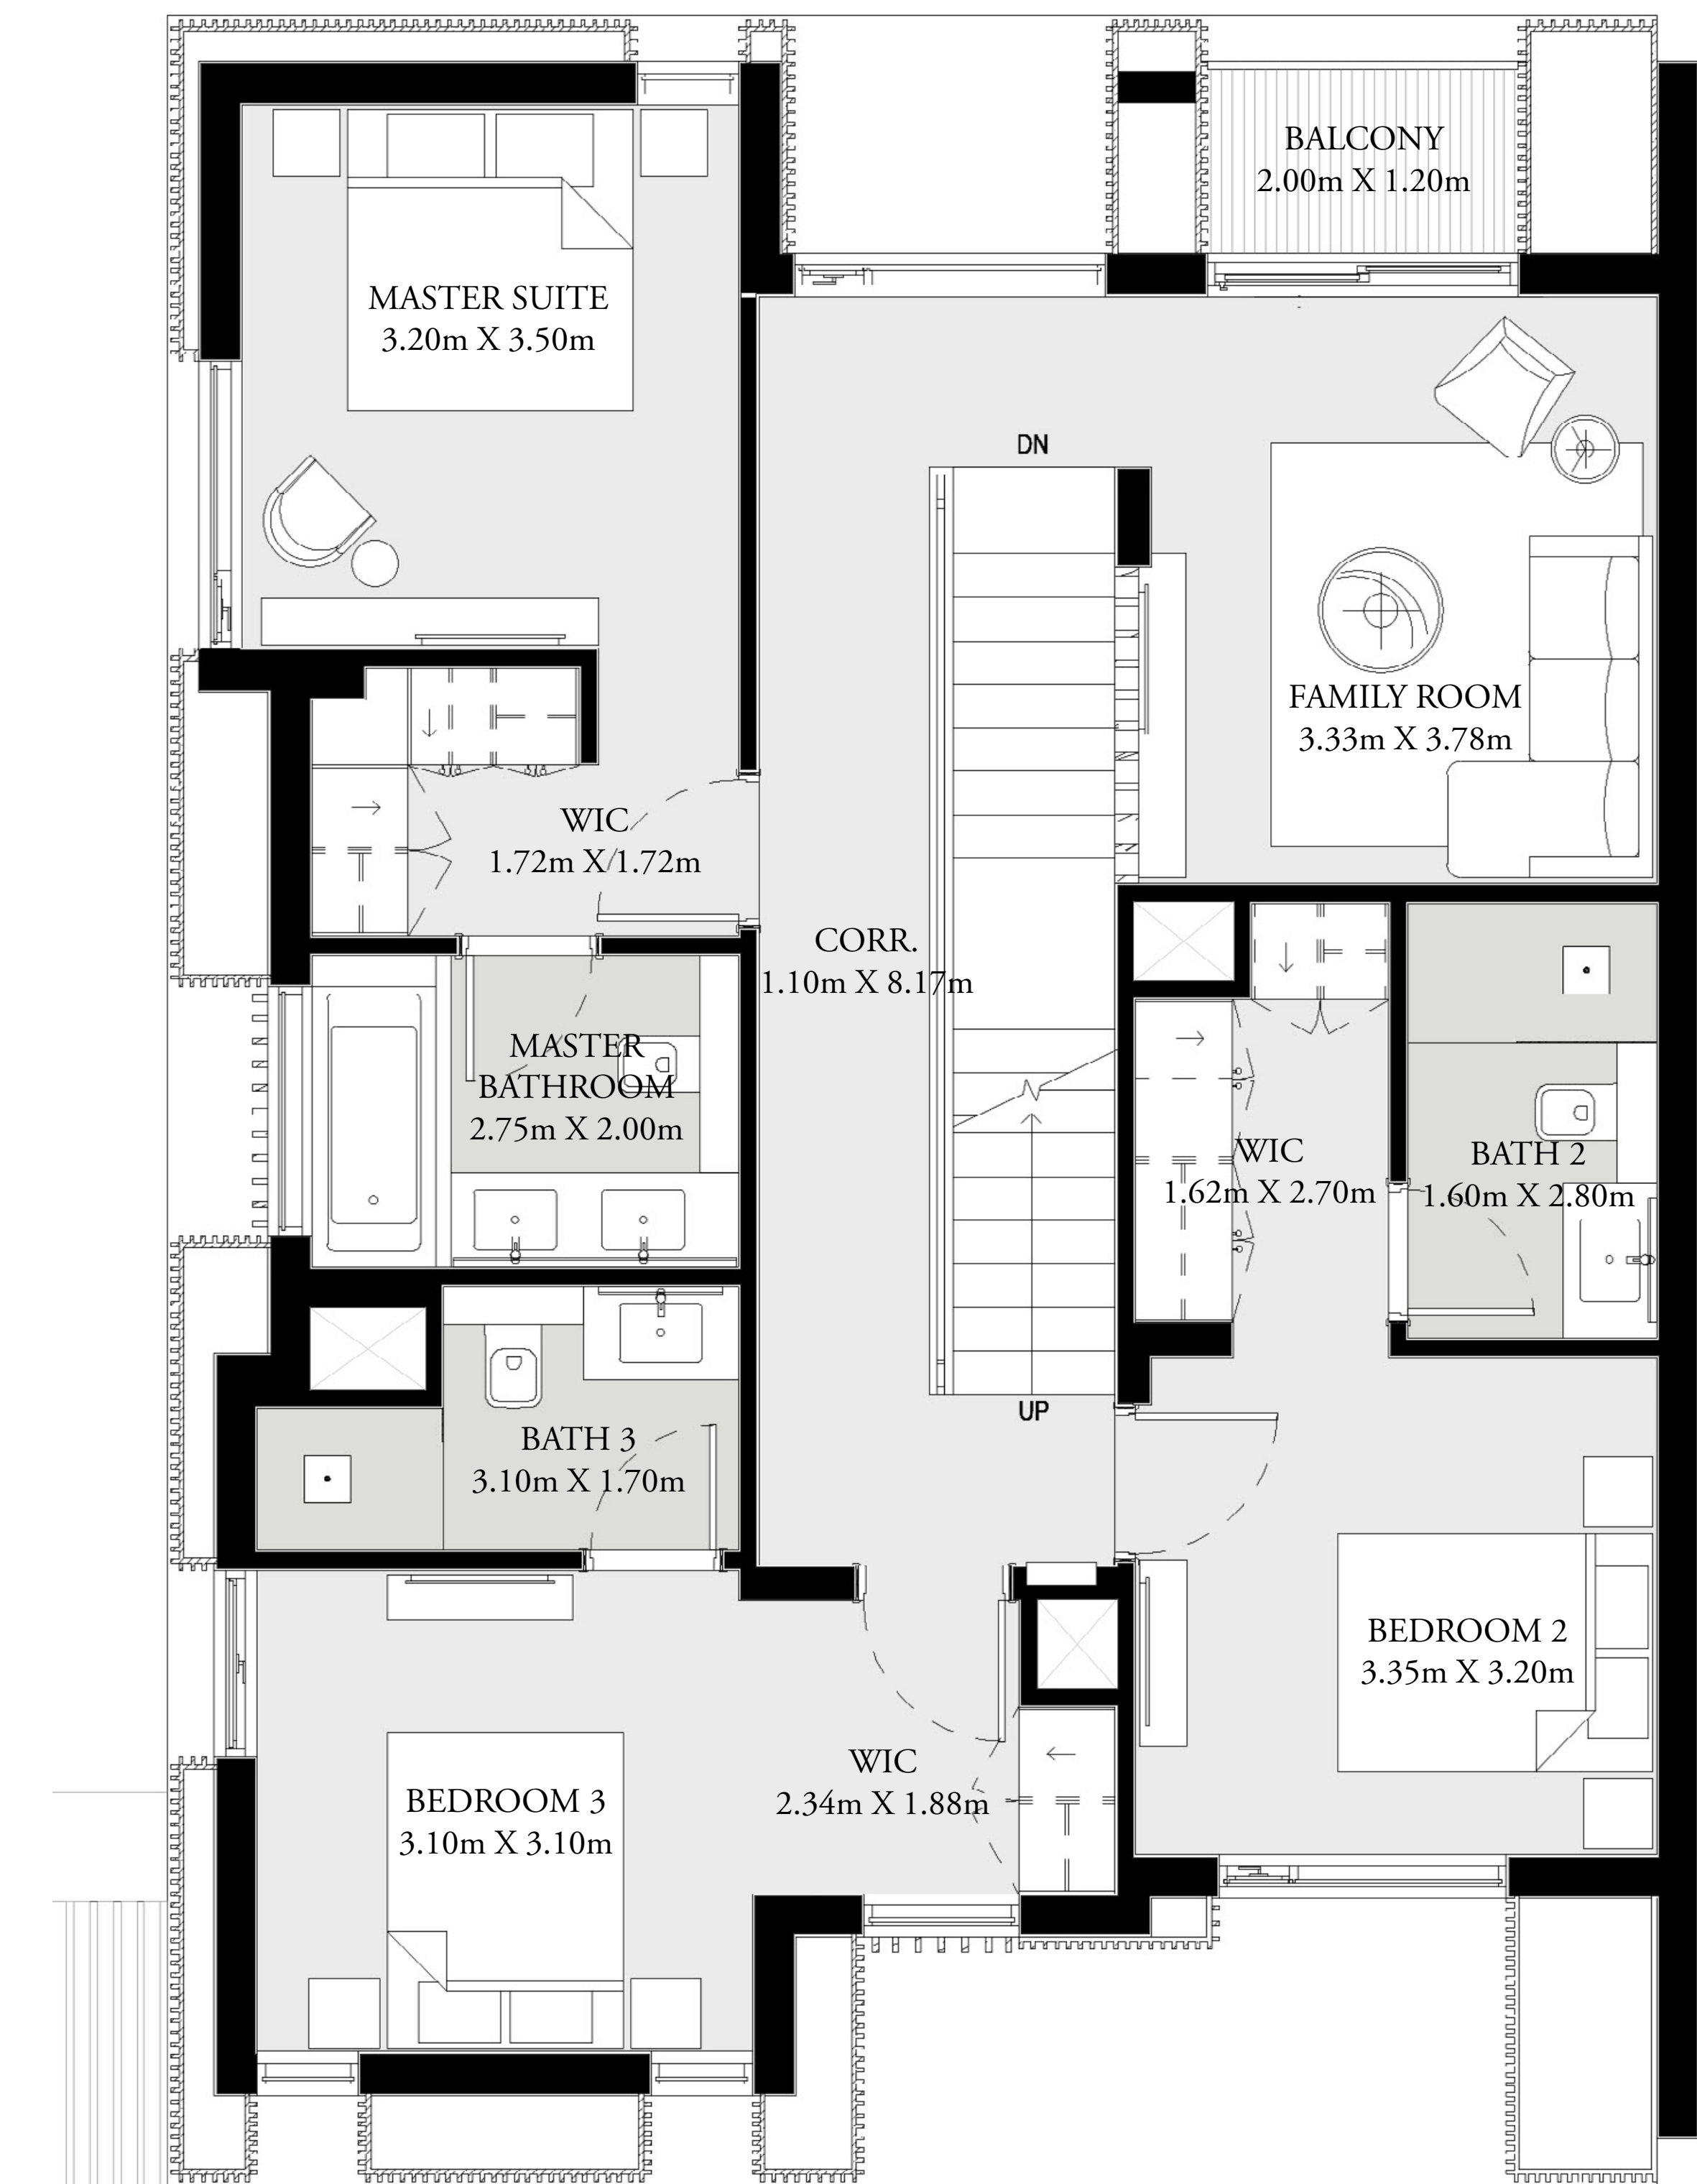 BALCONY
2.00m X 1.20m
MASTER SUITE
3.20m X 3.50m
DN
FAMILY ROOM
3.33m X 3.78m
WIC
1.72m X 1.72m
CORR.
1.10m X 8.17m
MASTER
BATHROOM
2.75m X 2.00m
WIC
1.62m X 2.70m
BATH 2
1.60m X 2.80m
UP
BATH 3
3.10m X 1.70m
BEDROOM 2
3.35m X 3.20m
WIC
2.34m X 1.88m
BEDROOM 3
3.10m X 3.10m